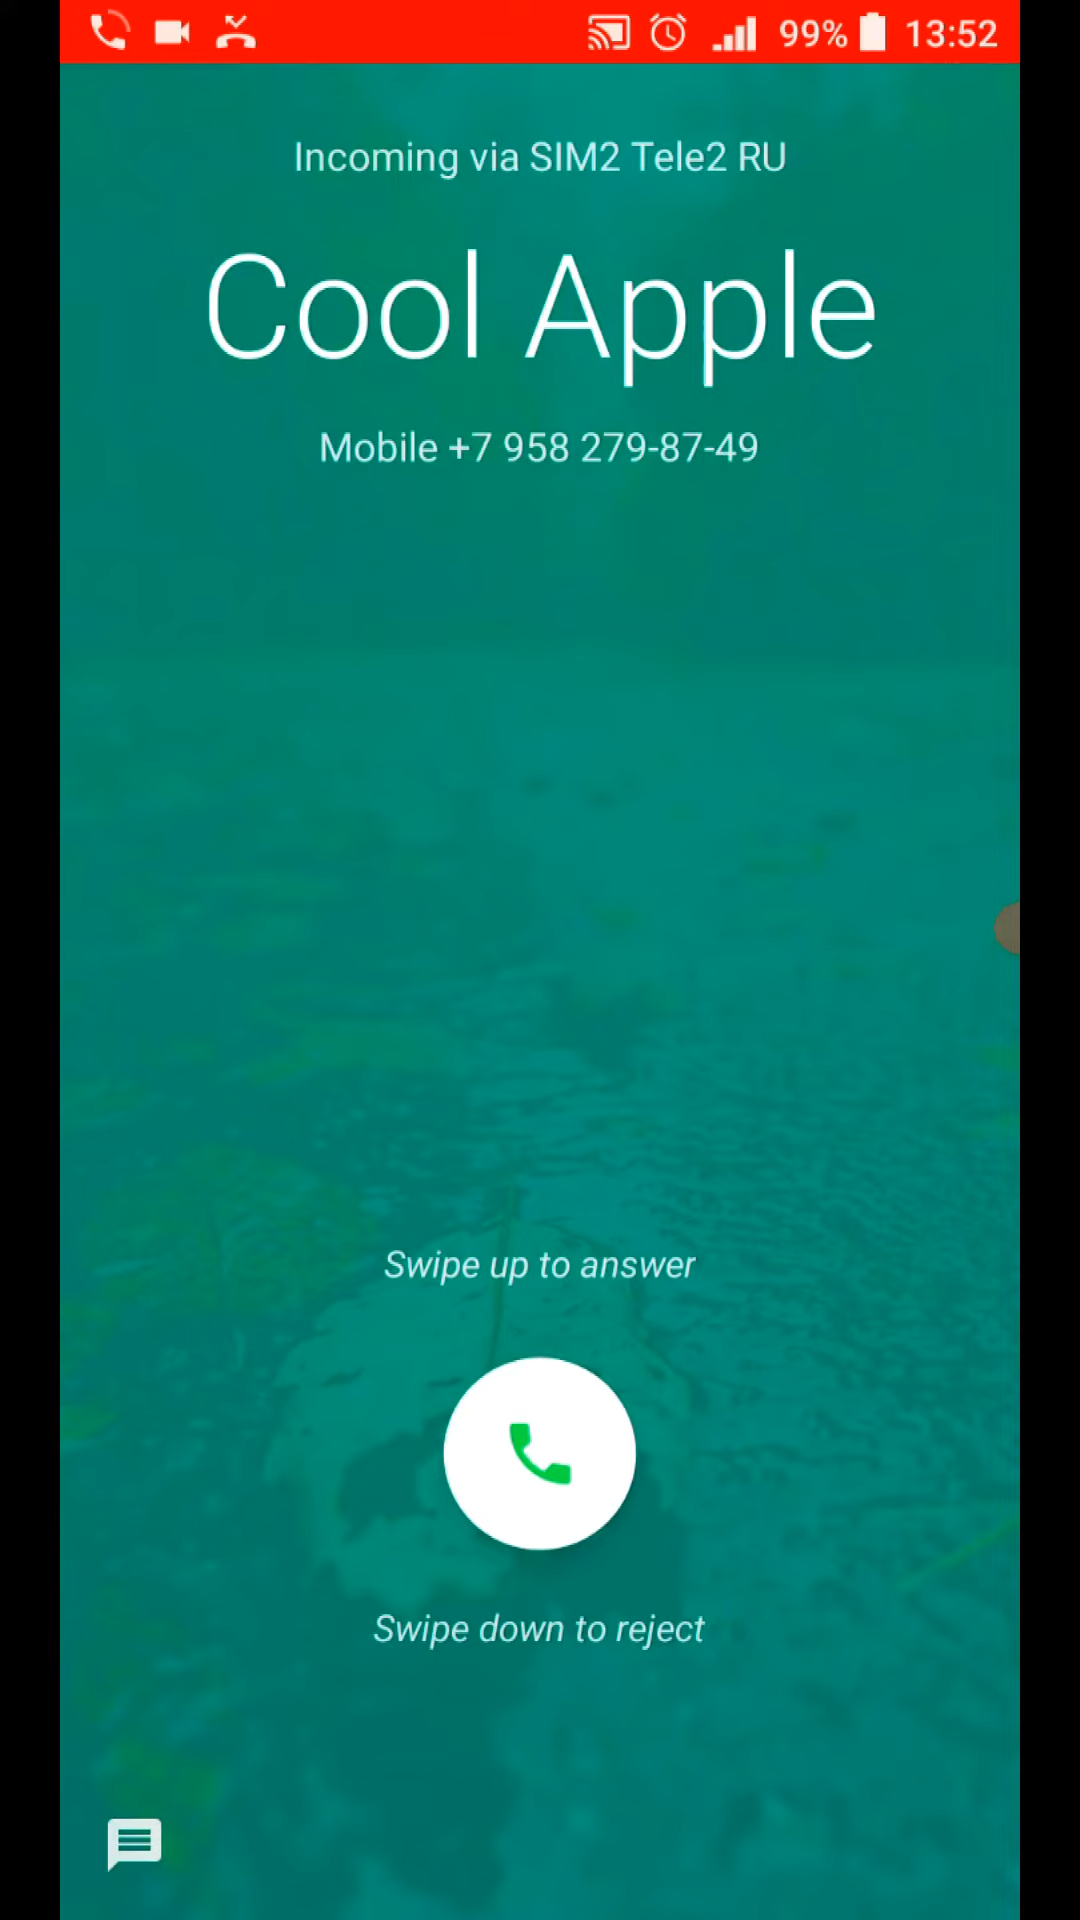 99% 13:52
Incoming via SIM2 Tele2 RU
Cool Apple
Mobile +7 958 279-87-49
Swipe up to answer
Swipe down to reject